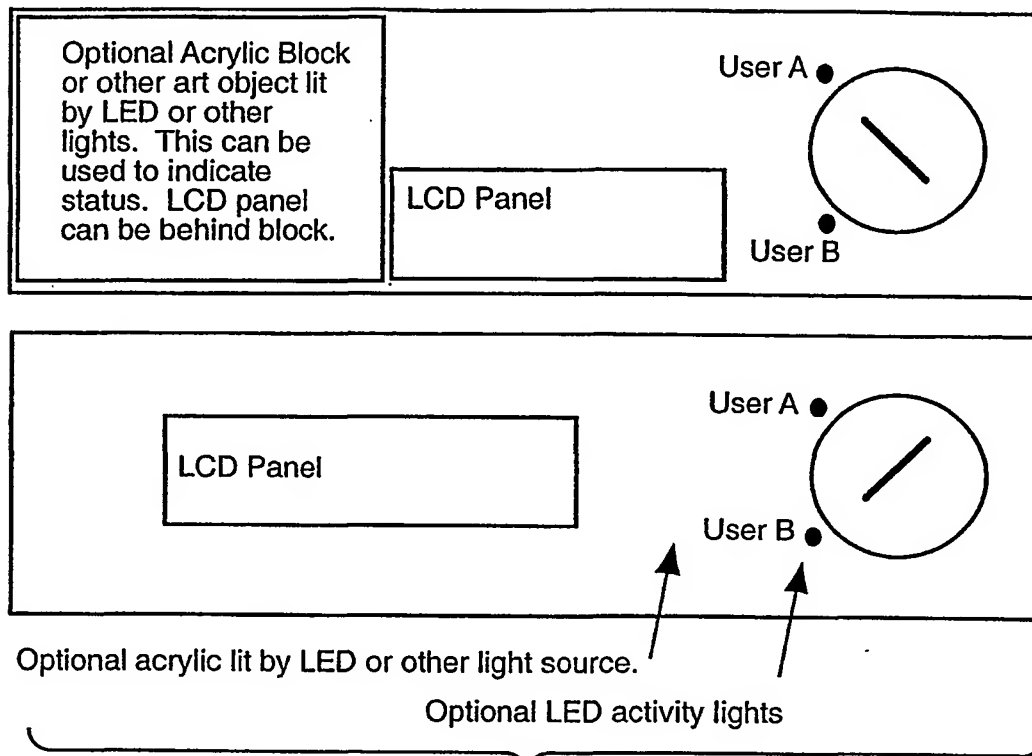 Optional Acrylic Block
or other art object lit
by LED or other
lights. This can be
used to indicate
status. LCD panel
can be behind block.
LCD Panel
User A
User B
LCD Panel
User A
User B
Optional acrylic lit by LED or other light source.
Optional LED activity lights